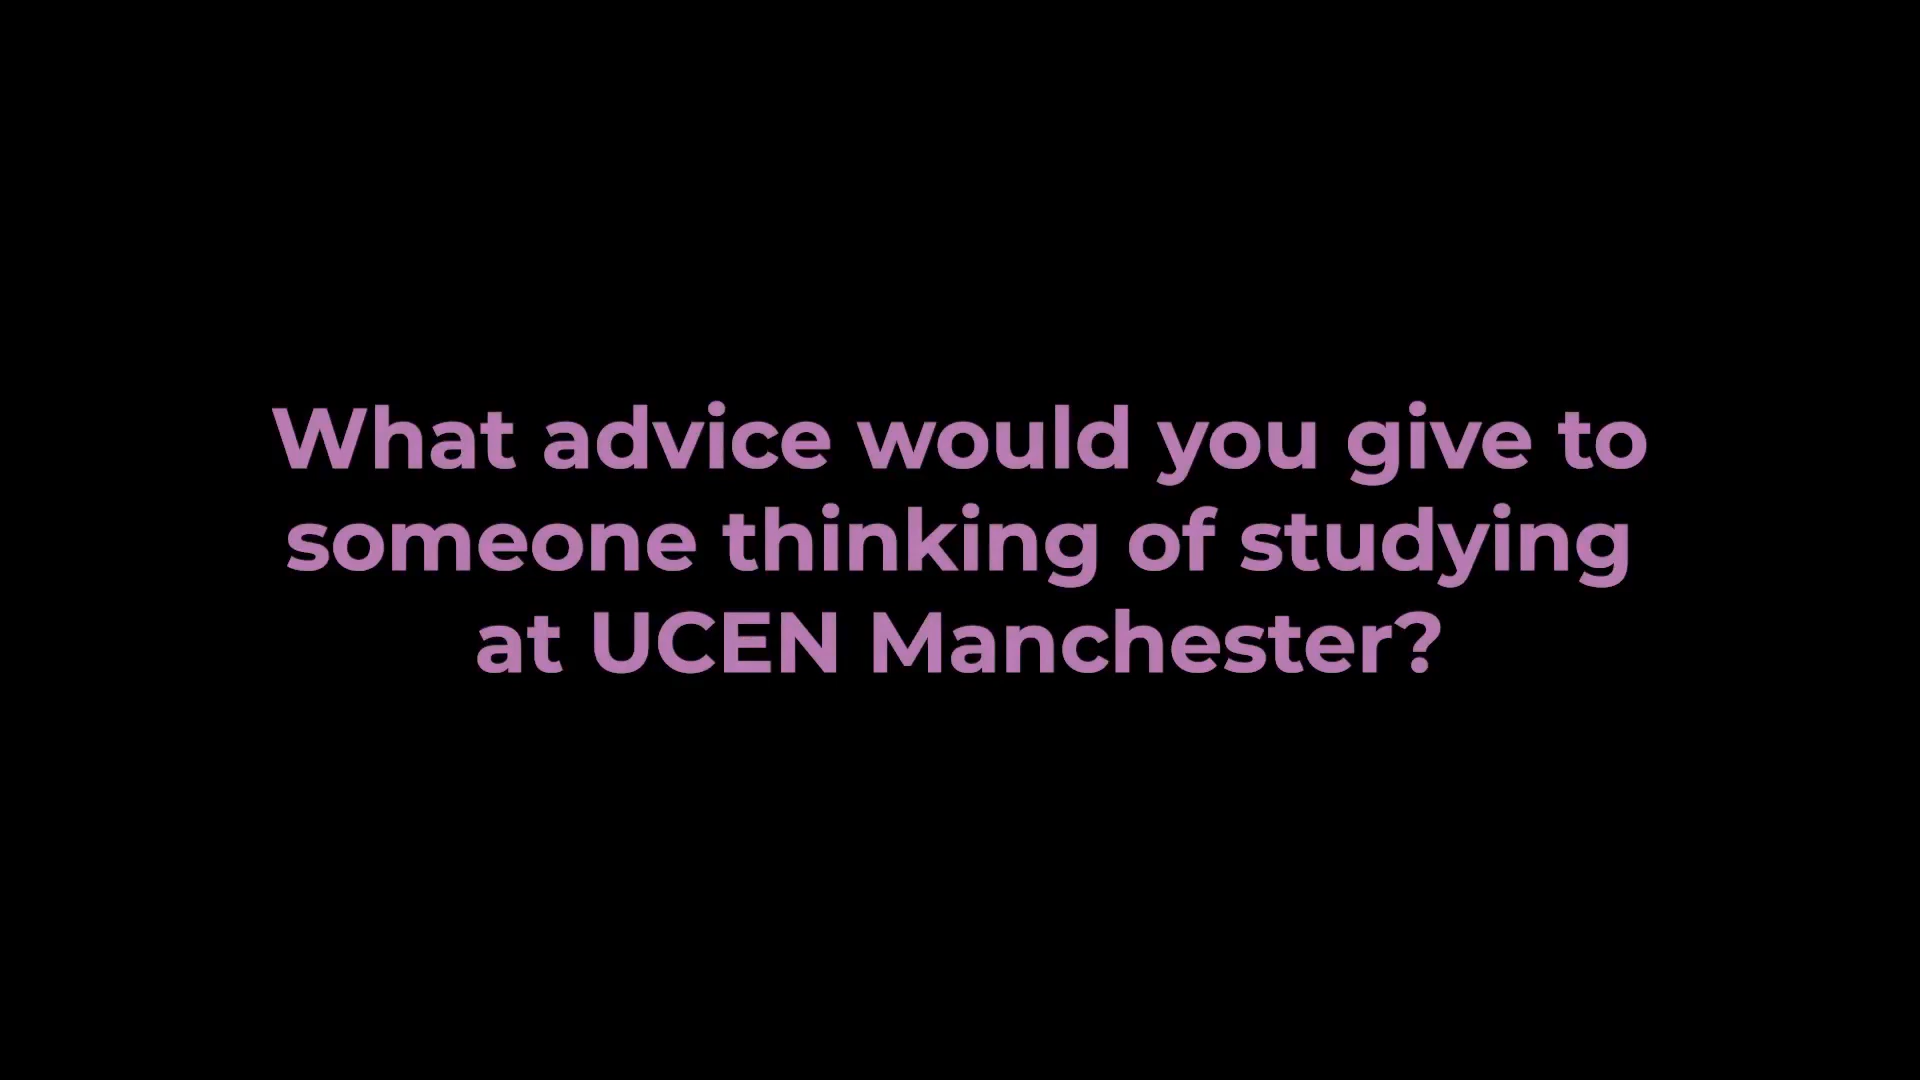 What advice would you give to
someone thinking of studying
at UCEN Manchester?